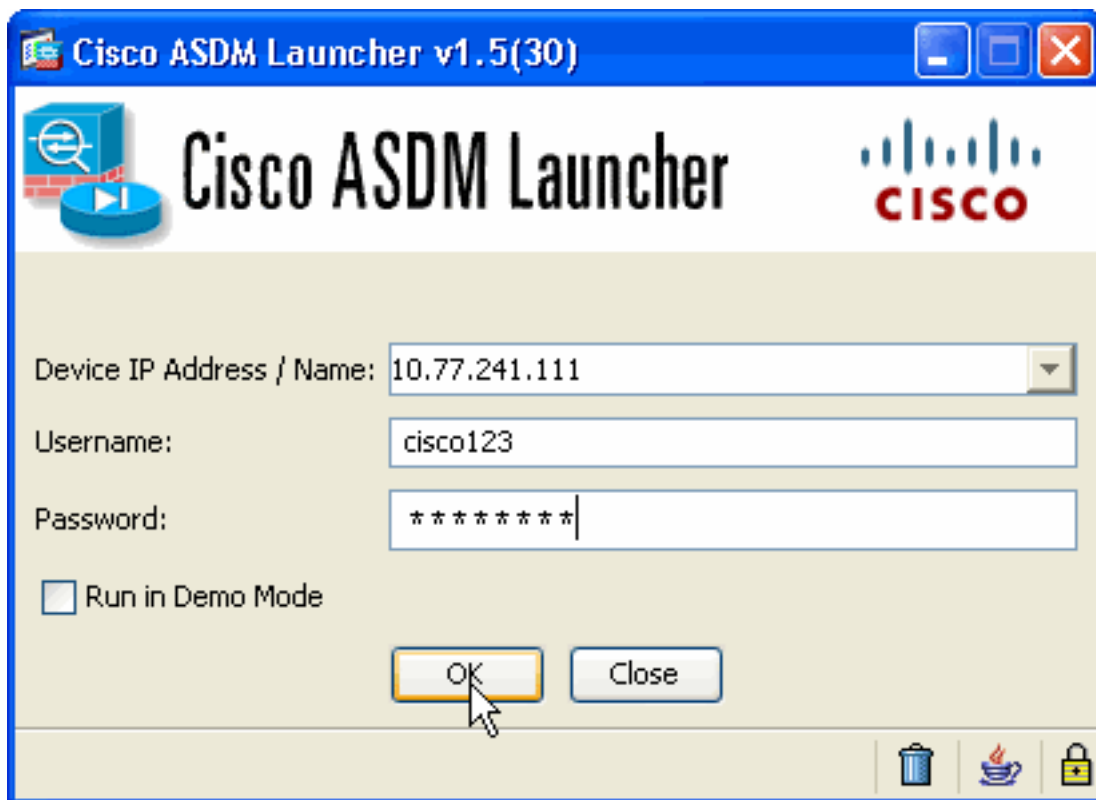 Cisco ASDM Launcher v1.5(30)
Cisco ASDM Launcher
CISCO
Device IP Address / Name: 10.77.241.111
Username: cisco123
Password: ********
Run in Demo Mode
OK Close